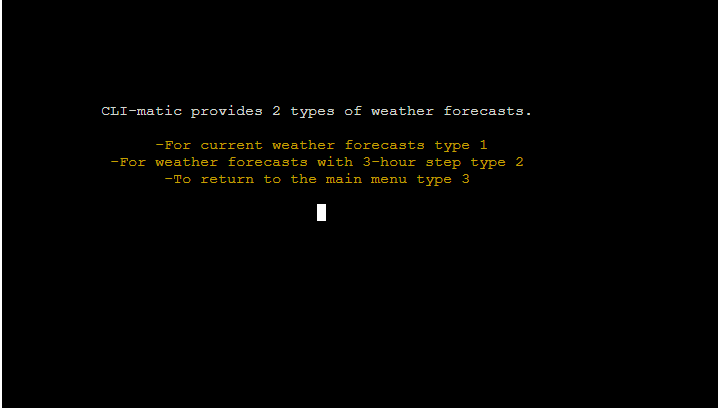 CLI-matic provides 2 types of weather forecasts.
-For current weather forecasts type 1
-For weather forecasts with 3-hour step type 2
-To return to the main menu type 3